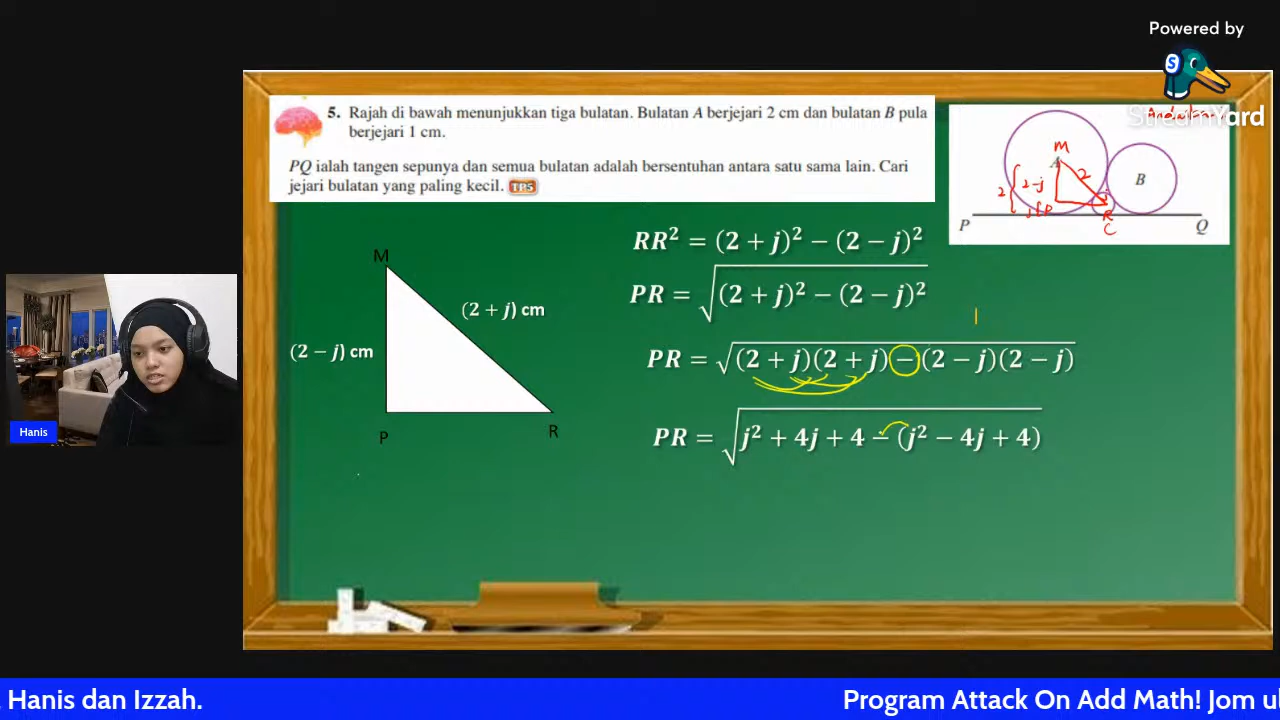 Powered by
S
StreamYard
5. Rajah di bawah menunjukkan tiga bulatan. Bulatan A berjejari 2 cm dan bulatan B pula
berjejari 1 cm.
PQ ialah tangen sepunya dan semua bulatan adalah bersentuhan antara satu sama lain. Cari
jejari bulatan yang paling kecil. TP5
M
A
2
2-j
2
j
P
R
C
B
P
Q
RR² = (2 + j)² − (2 − j)²
PR = √(2 + j)² − (2 − j)²
PR = √(2 + j)(2 + j) − (2 − j)(2 − j)
PR = √j² + 4j + 4 − (j² − 4j + 4)
M
(2 + j) cm
(2 − j) cm
P
R
Hanis
Hanis dan Izzah.
Program Attack On Add Math! Jom u